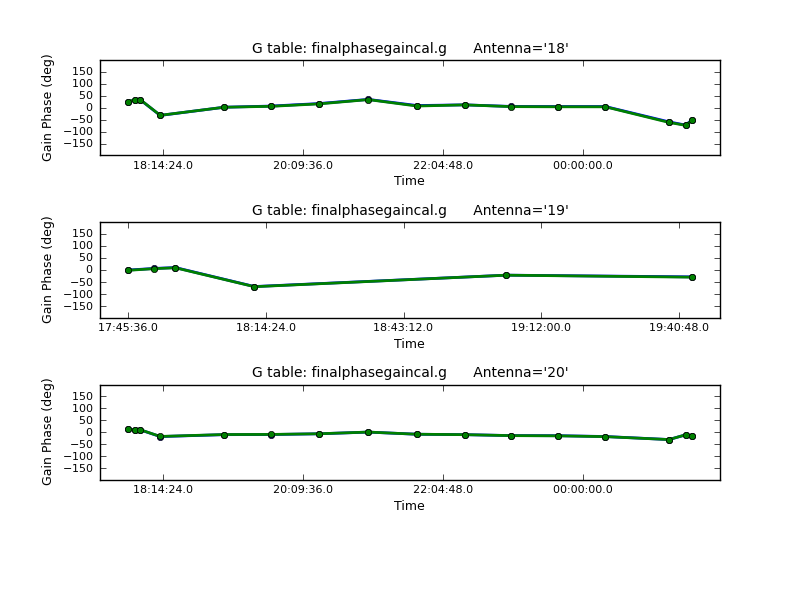 G table: finalphasegaincal.g Antenna='18'
Gain Phase (deg)
150
100
50
0
−50
−100
−150
18:14:24.0 20:09:36.0 22:04:48.0 00:00:00.0
Time
G table: finalphasegaincal.g Antenna='19'
Gain Phase (deg)
150
100
50
0
−50
−100
−150
17:45:36.0 18:14:24.0 18:43:12.0 19:12:00.0 19:40:48.0
Time
G table: finalphasegaincal.g Antenna='20'
Gain Phase (deg)
150
100
50
0
−50
−100
−150
18:14:24.0 20:09:36.0 22:04:48.0 00:00:00.0
Time